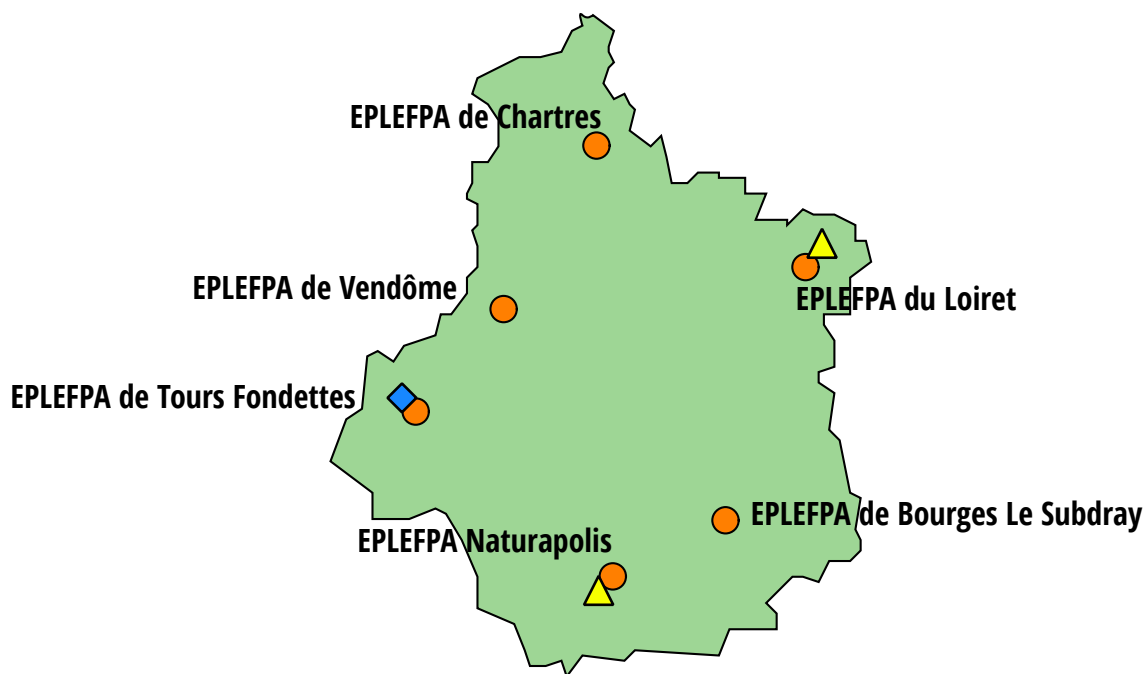 EPLEFPA de Chartres
EPLEFPA de Vendôme
EPLEFPA du Loiret
EPLEFPA de Tours Fondettes
EPLEFPA de Bourges Le Subdray
EPLEFPA Naturapolis